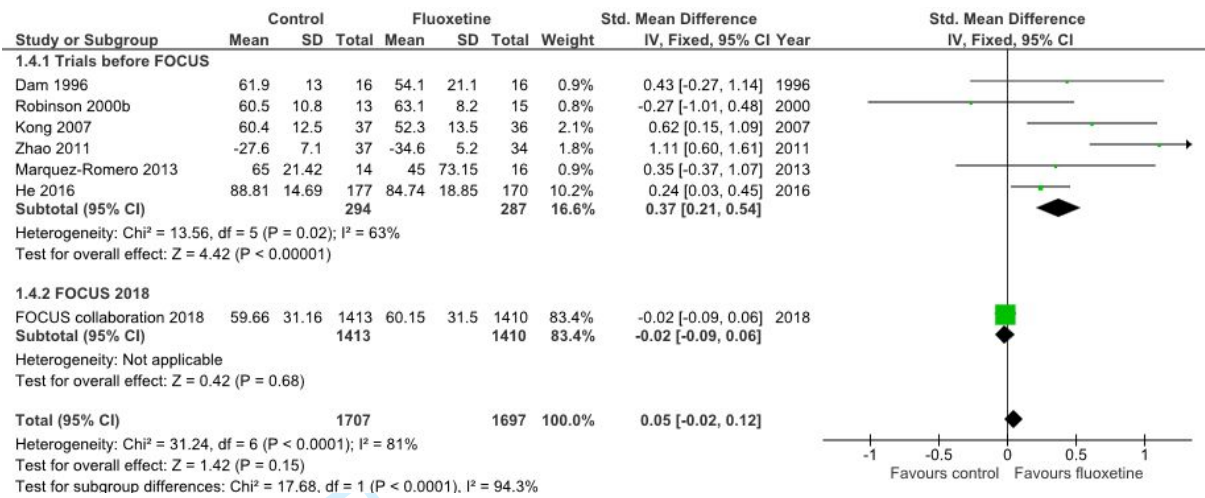 Control Fluoxetine Std. Mean Difference Std. Mean Difference
Study or Subgroup Mean SD Total Mean SD Total Weight IV, Fixed, 95% CI Year IV, Fixed, 95% CI
1.4.1 Trials before FOCUS
Dam 1996 61.9 13 16 54.1 21.1 16 0.9% 0.43 [-0.27, 1.14] 1996
Robinson 2000b 60.5 10.8 13 63.1 8.2 15 0.8% -0.27 [-1.01, 0.48] 2000
Kong 2007 60.4 12.5 37 52.3 13.5 36 2.1% 0.62 [0.15, 1.09] 2007
Zhao 2011 -27.6 7.1 37 -34.6 5.2 34 1.8% 1.11 [0.60, 1.61] 2011
Marquez-Romero 2013 65 21.42 14 45 73.15 16 0.9% 0.35 [-0.37, 1.07] 2013
He 2016 88.81 14.69 177 84.74 18.85 170 10.2% 0.24 [0.03, 0.45] 2016
Subtotal (95% CI) 294 287 16.6% 0.37 [0.21, 0.54]
Heterogeneity: Chi² = 13.56, df = 5 (P = 0.02); I² = 63%
Test for overall effect: Z = 4.42 (P < 0.00001)
1.4.2 FOCUS 2018
FOCUS collaboration 2018 59.66 31.16 1413 60.15 31.5 1410 83.4% -0.02 [-0.09, 0.06] 2018
Subtotal (95% CI) 1413 1410 83.4% -0.02 [-0.09, 0.06]
Heterogeneity: Not applicable
Test for overall effect: Z = 0.42 (P = 0.68)
Total (95% CI) 1707 1697 100.0% 0.05 [-0.02, 0.12]
Heterogeneity: Chi² = 31.24, df = 6 (P < 0.0001); I² = 81%
Test for overall effect: Z = 1.42 (P = 0.15)
Test for subgroup differences: Chi² = 17.68, df = 1 (P < 0.0001), I² = 94.3%
-1 -0.5 0 0.5 1
Favours control Favours fluoxetine